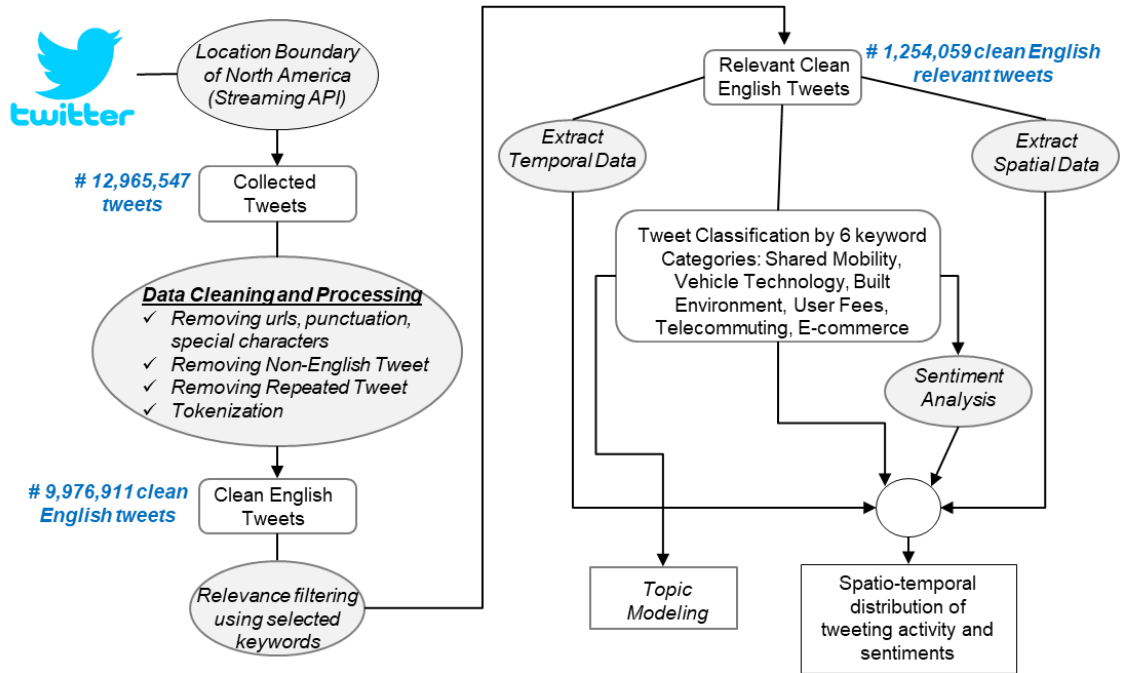 twitter
Location Boundary
of North America
(Streaming API)
# 12,965,547
tweets
Collected
Tweets
Data Cleaning and Processing
✓ Removing urls, punctuation,
special characters
✓ Removing Non-English Tweet
✓ Removing Repeated Tweet
✓ Tokenization
# 9,976,911 clean
English tweets
Clean English
Tweets
Relevance filtering
using selected
keywords
Relevant Clean
English Tweets
# 1,254,059 clean English
relevant tweets
Extract
Temporal Data
Extract
Spatial Data
Tweet Classification by 6 keyword
Categories: Shared Mobility,
Vehicle Technology, Built
Environment, User Fees,
Telecommuting, E-commerce
Sentiment
Analysis
Topic
Modeling
Spatio-temporal
distribution of
tweeting activity and
sentiments